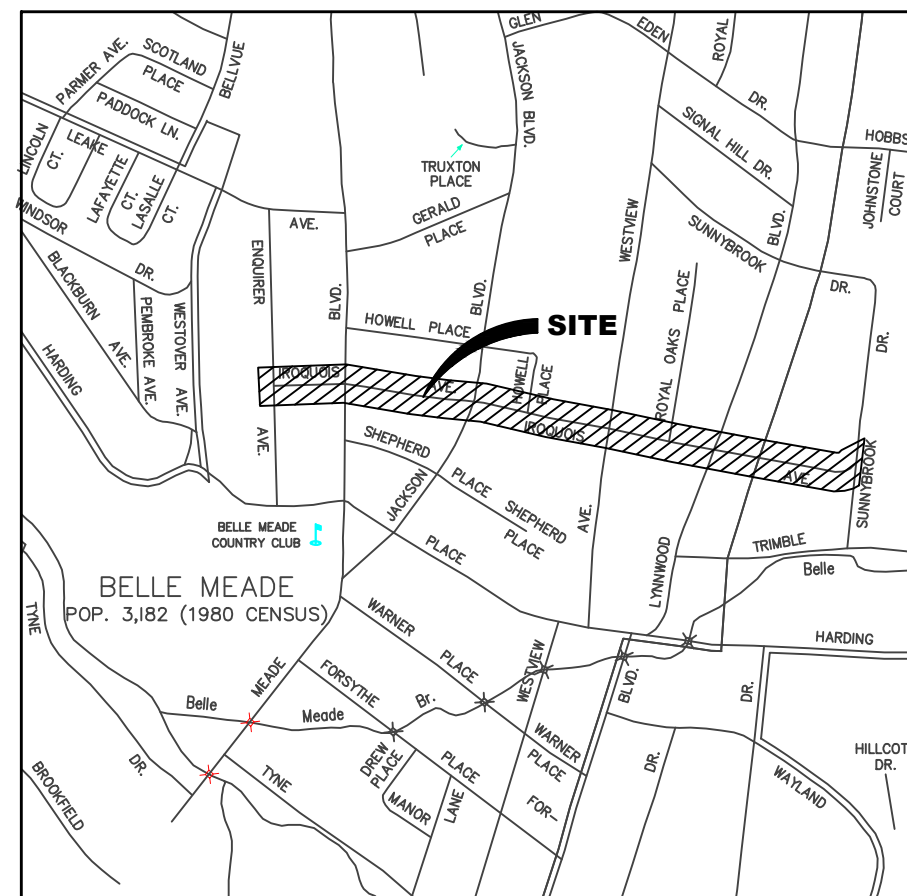 GLEN
EDEN
DR.
ROYAL
SCOTLAND
PLACE
PARMER AVE.
PADDOCK LN.
BELLVUE
JACKSON BLVD.
HOBBS
LINCOLN
CT.
LEAKE
LAFAYETTE
CT.
LASALLE
CT.
TRUXTON
PLACE
SIGNAL HILL DR.
JOHNSTONE
COURT
WINDSOR
DR.
GERALD
PLACE
AVE.
ENQUIRER
AVE.
BLVD.
BLVD.
WESTVIEW
AVE.
SUNNYBROOK
DR.
BLVD.
BLACKBURN
AVE.
PEMBROKE AVE.
WESTOVER AVE.
HARDING
HOWELL PLACE
SITE
ROYAL OAKS PLACE
DR.
IROQUOIS
AVE.
HOWELL
PLACE
IROQUOIS
AVE
SUNNYBROOK
SHEPHERD
PLACE
SHEPHERD
PLACE
JACKSON
BELLE MEADE
COUNTRY CLUB
PLACE
LYNNWOOD
TRIMBLE
Belle
BELLE MEADE
POP. 3,182 (1980 CENSUS)
TYNE
DR.
WARNER
PLACE
WESTVIEW
HARDING
MEADE
FORSYTHE
Belle
Meade
Br.
BLVD.
DR.
DR.
WARNER
PLACE
DREW
PLACE
PLACE
MANOR
LANE
FOR-
TYNE
BROOKFIELD
WAYLAND
HILLCOT
DR.